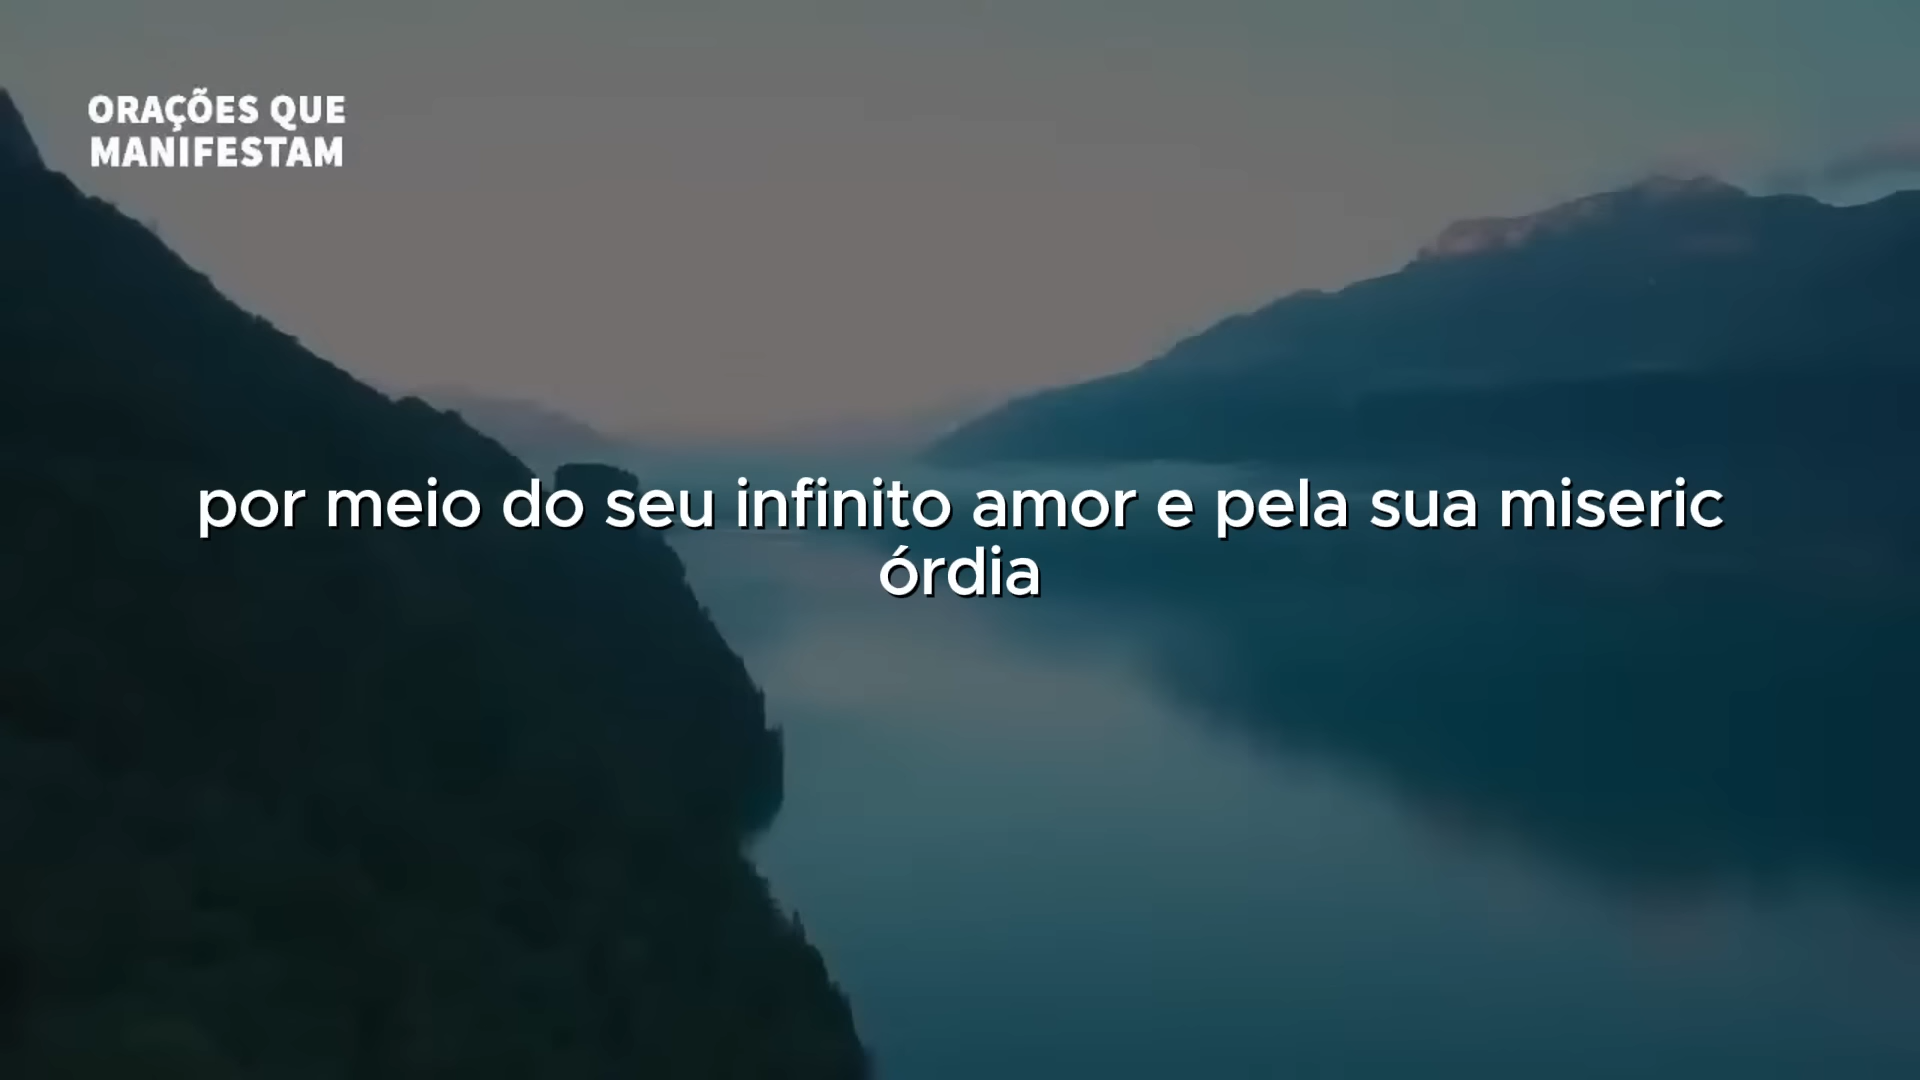 ORAÇÕES QUE
MANIFESTAM
por meio do seu infinito amor e pela sua miseric
órdia